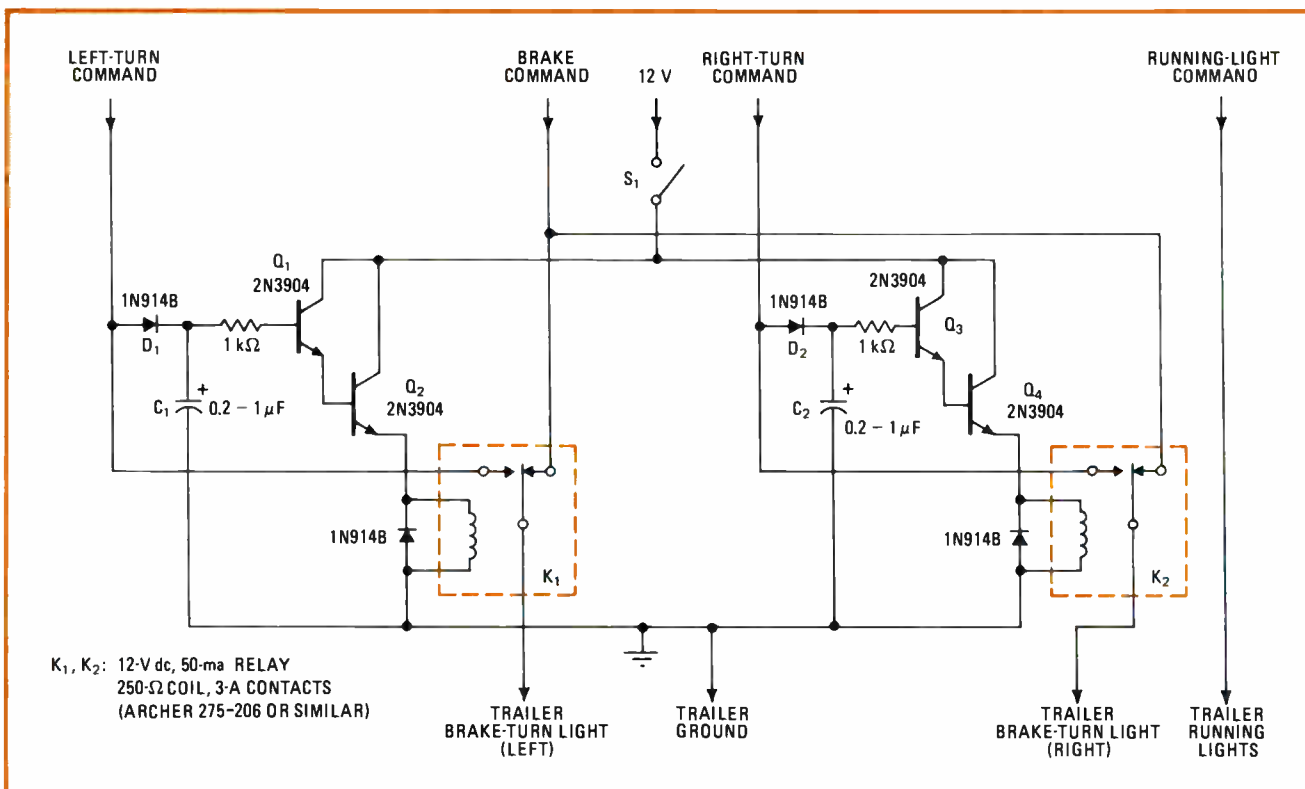 LEFT-TURN
COMMAND
BRAKE
COMMAND
12 V
RIGHT-TURN
COMMAND
RUNNING-LIGHT
COMMAND
S₁
Q₁
2N3904
1N914B
D₁
1 kΩ
C₁
+
0.2 – 1 μF
Q₂
2N3904
1N914B
K₁
2N3904
Q₃
1N914B
D₂
1 kΩ
C₂
+
0.2 – 1 μF
Q₄
2N3904
1N914B
K₂
K₁, K₂: 12-V dc, 50-ma RELAY
250-Ω COIL, 3-A CONTACTS
(ARCHER 275-206 OR SIMILAR)
TRAILER
BRAKE-TURN LIGHT
(LEFT)
TRAILER
GROUND
TRAILER
BRAKE-TURN LIGHT
(RIGHT)
TRAILER
RUNNING
LIGHTS